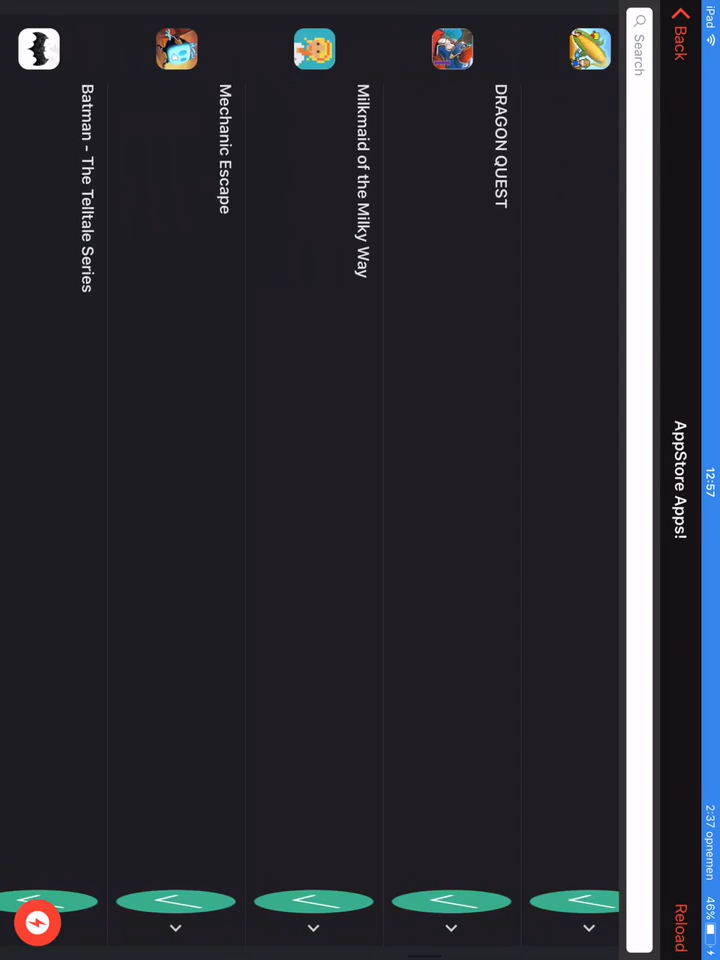 iPad
12:57
2:37 opnemen
46%
Back
AppStore Apps!
Reload
Search
DRAGON QUEST
Milkmaid of the Milky Way
Mechanic Escape
Batman - The Telltale Series